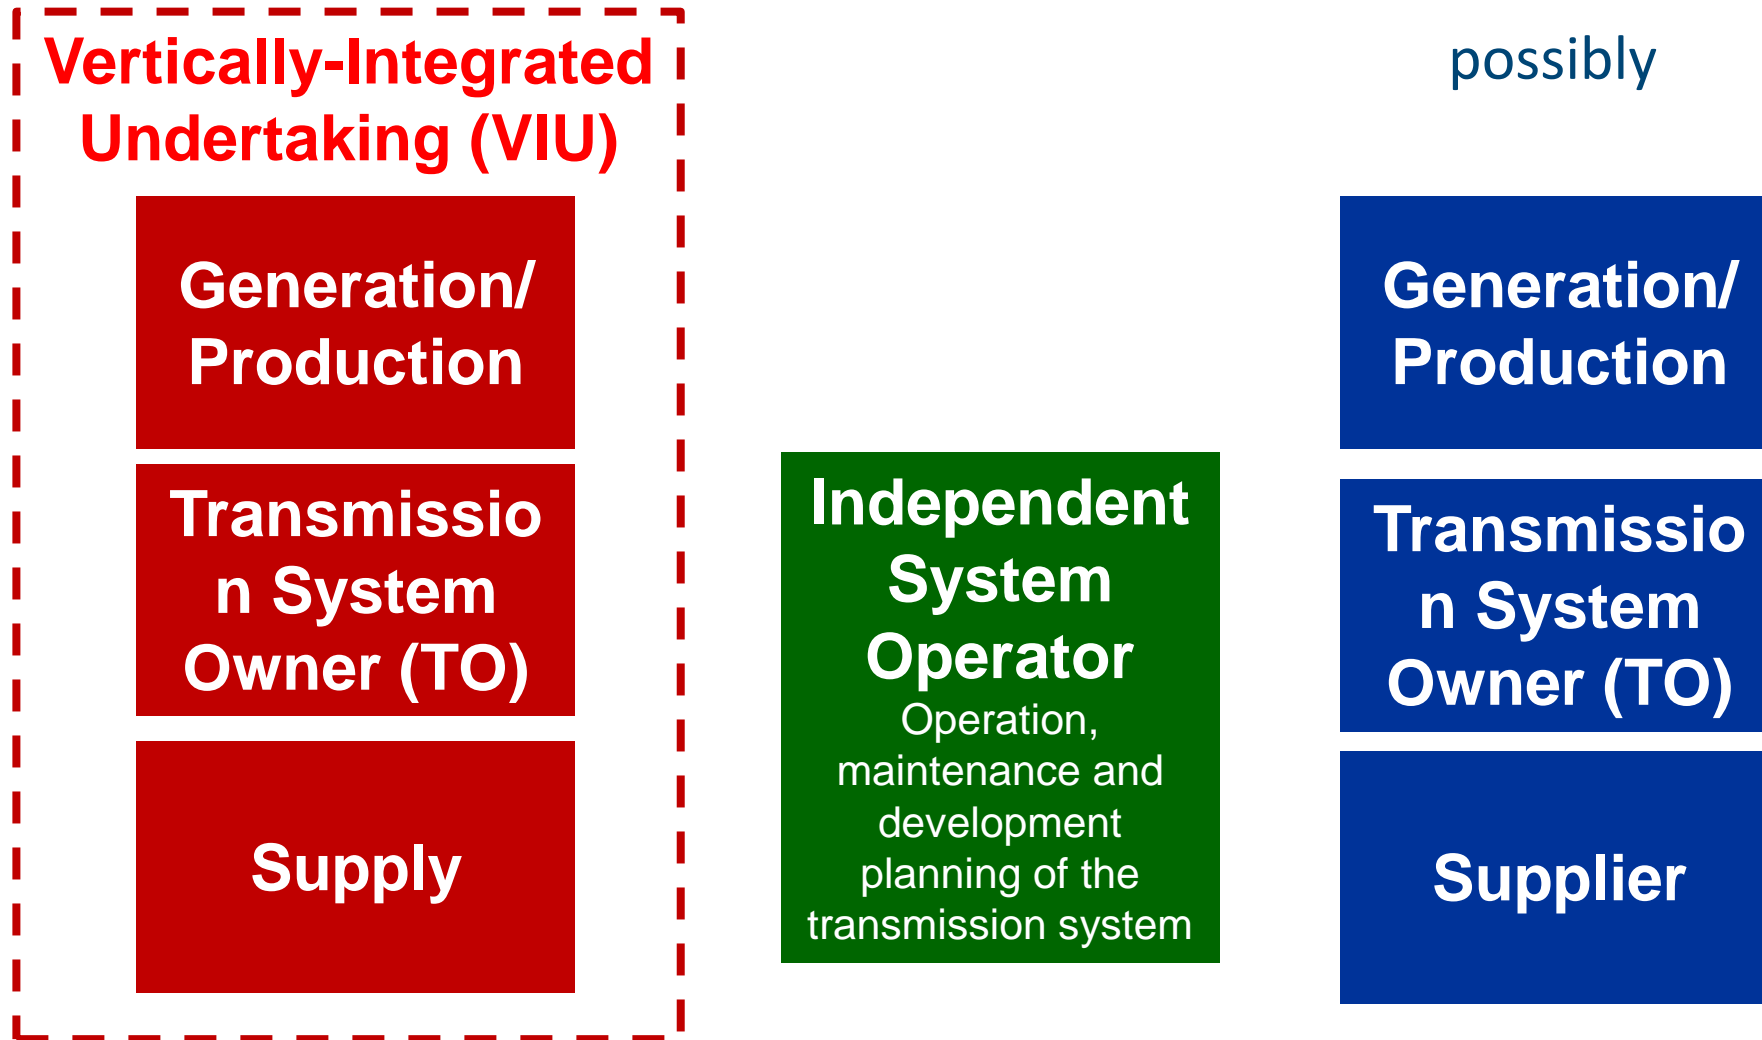 Vertically-Integrated
Undertaking (VIU)
Generation/
Production
Transmissio
n System
Owner (TO)
Supply
Independent
System
Operator
Operation,
maintenance and
development
planning of the
transmission system
possibly
Generation/
Production
Transmissio
n System
Owner (TO)
Supplier